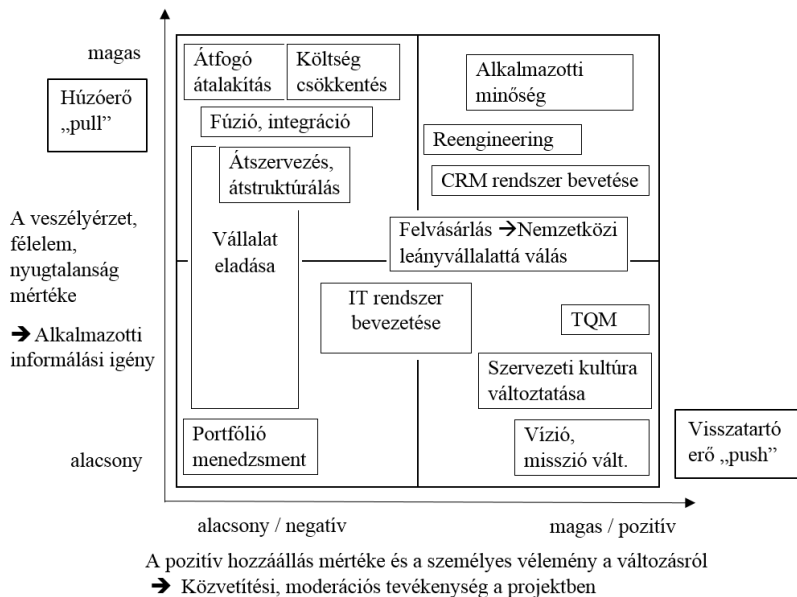 magas
Húzóerő
„pull”
A veszélyérzet,
félelem,
nyugtalanság
mértéke
➔ Alkalmazotti
informálási igény
alacsony
Átfogó
átalakítás
Költség
csökkentés
Fúzió, integráció
Átszervezés,
átstruktúrálás
Vállalat
eladása
Alkalmazotti
minőség
Reengineering
CRM rendszer bevetése
Felvásárlás ➔Nemzetközi
leányvállalattá válás
IT rendszer
bevezetése
TQM
Szervezeti kultúra
változtatása
Portfólió
menedzsment
Vízió,
misszió vált.
Visszatartó
erő „push”
alacsony / negatív
magas / pozitív
A pozitív hozzáállás mértéke és a személyes vélemény a változásról
➔ Közvetítési, moderációs tevékenység a projektben